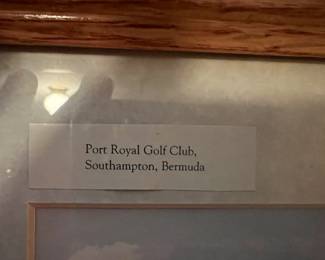 Port Royal Golf Club,
Southampton, Bermuda